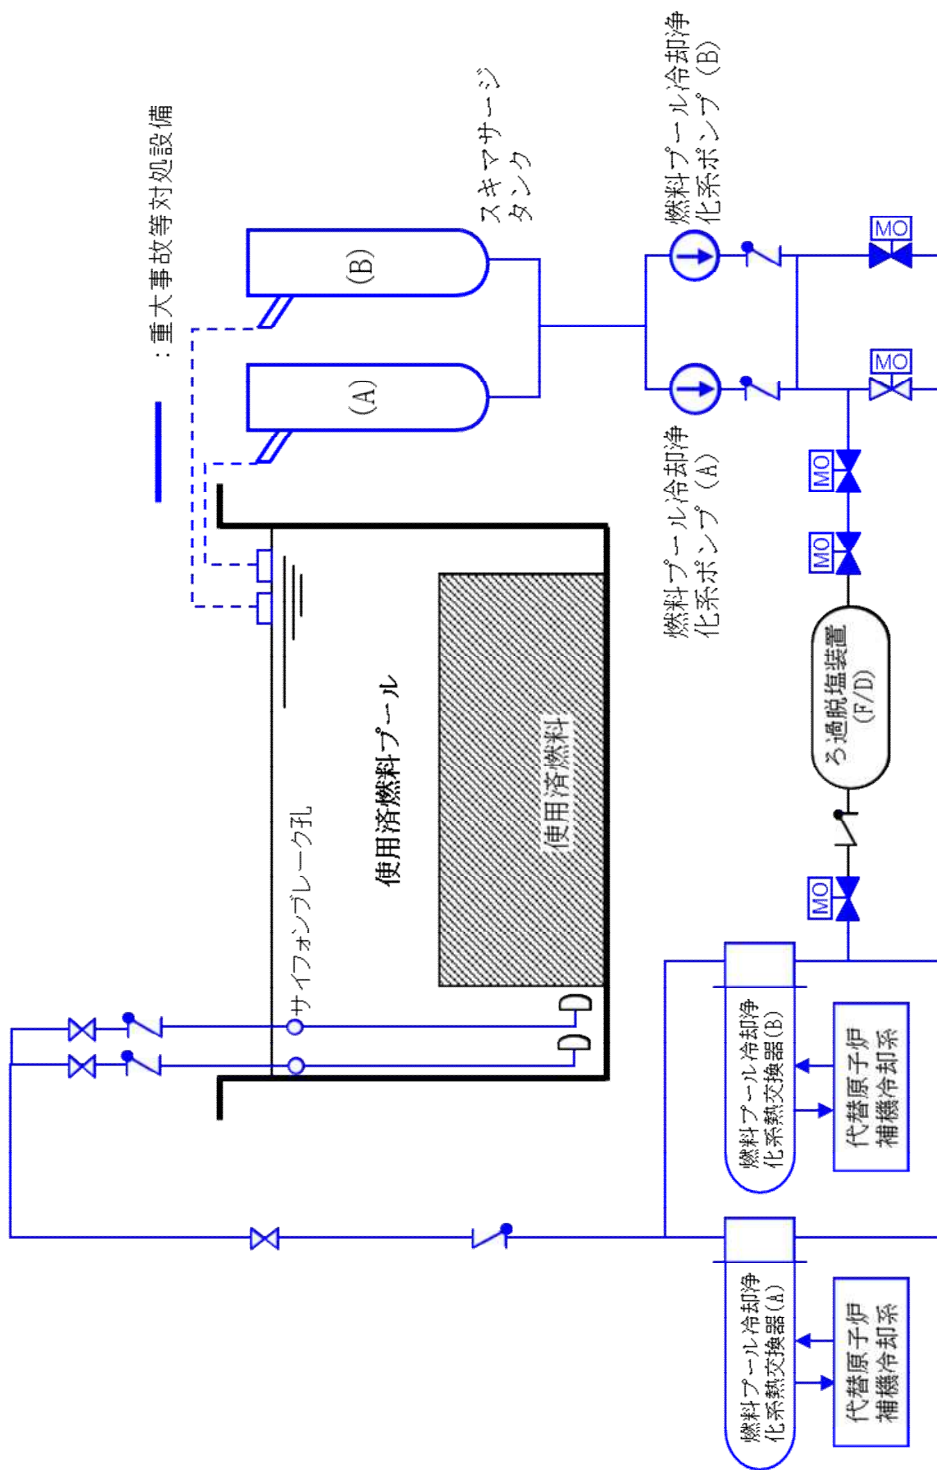 ：重大事故等対処設備
スキマサージ
タンク
(A)
(B)
燃料プール冷却浄
化系ポンプ (A)
燃料プール冷却浄
化系ポンプ (B)
サイフォンブレーク孔
使用済燃料プール
使用済燃料
MO
MO
MO
MO
MO
ろ過脱塩装置
(F/D)
燃料プール冷却浄
化系熱交換器(A)
燃料プール冷却浄
化系熱交換器(B)
代替原子炉
補機冷却系
代替原子炉
補機冷却系